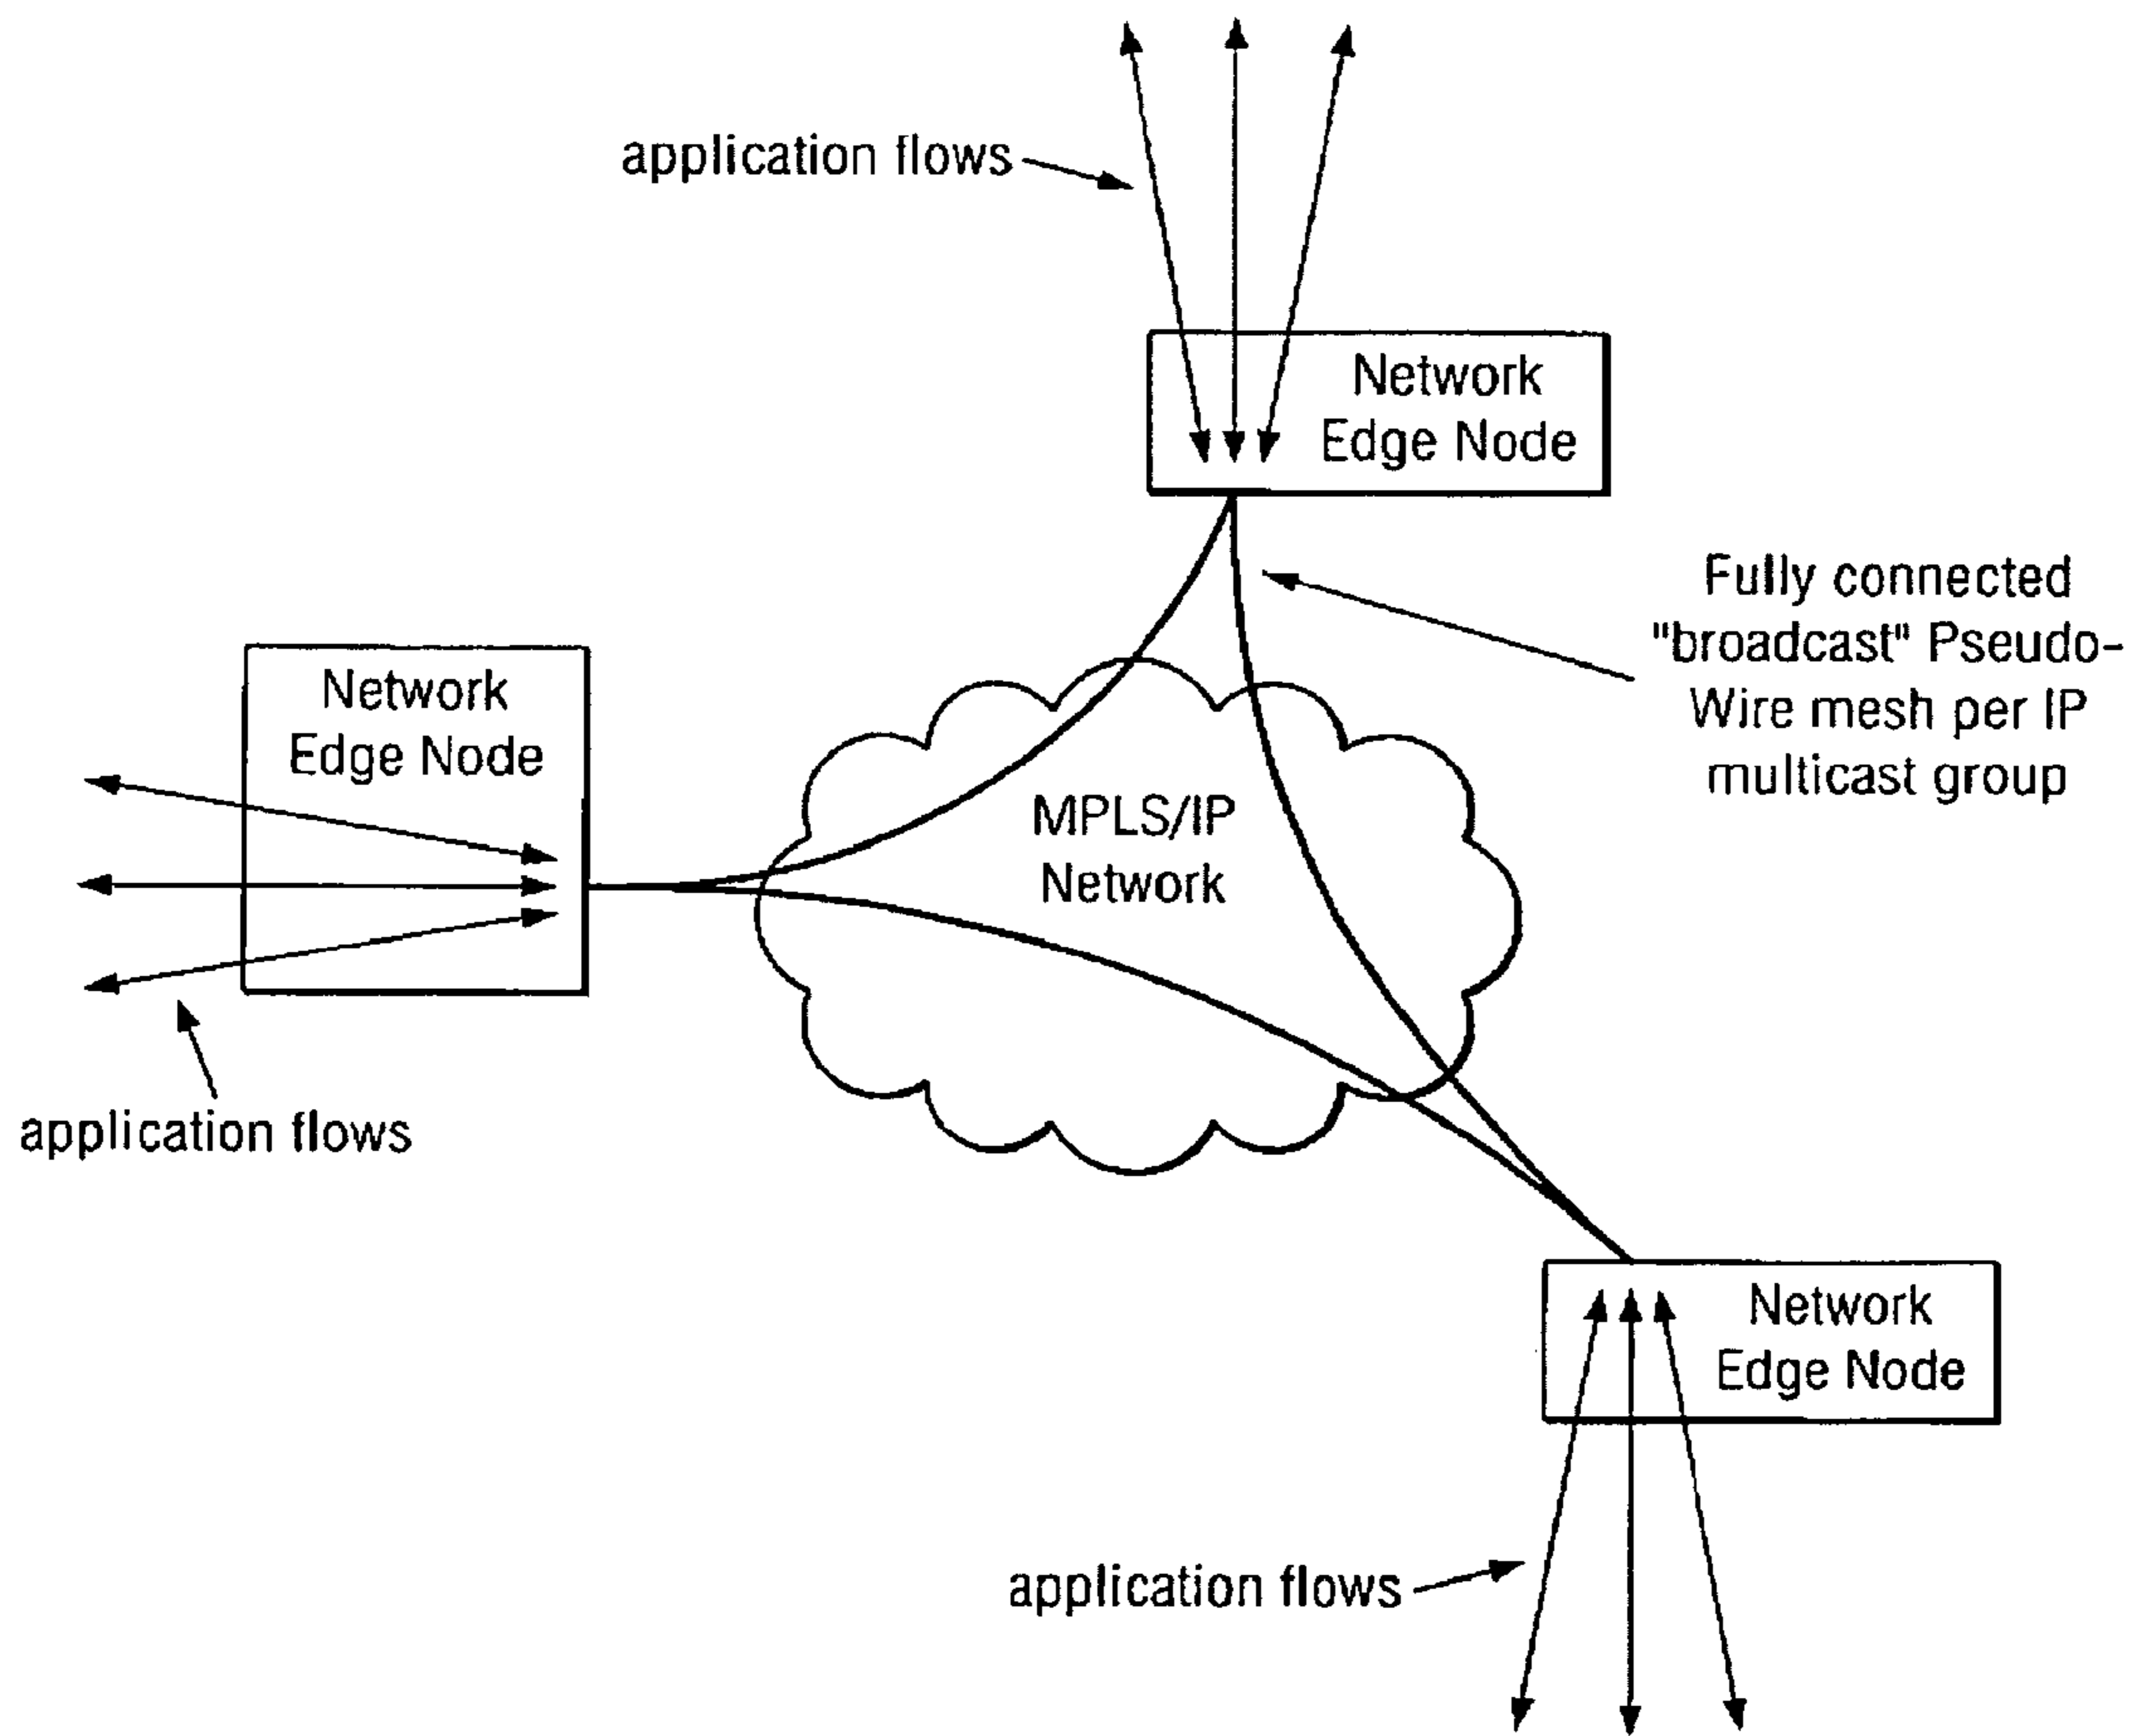 application flows
Network
Edge Node
Fully connected
"broadcast" Pseudo-
Wire mesh per IP
multicast group
Network
Edge Node
MPLS/IP
Network
application flows
Network
Edge Node
application flows